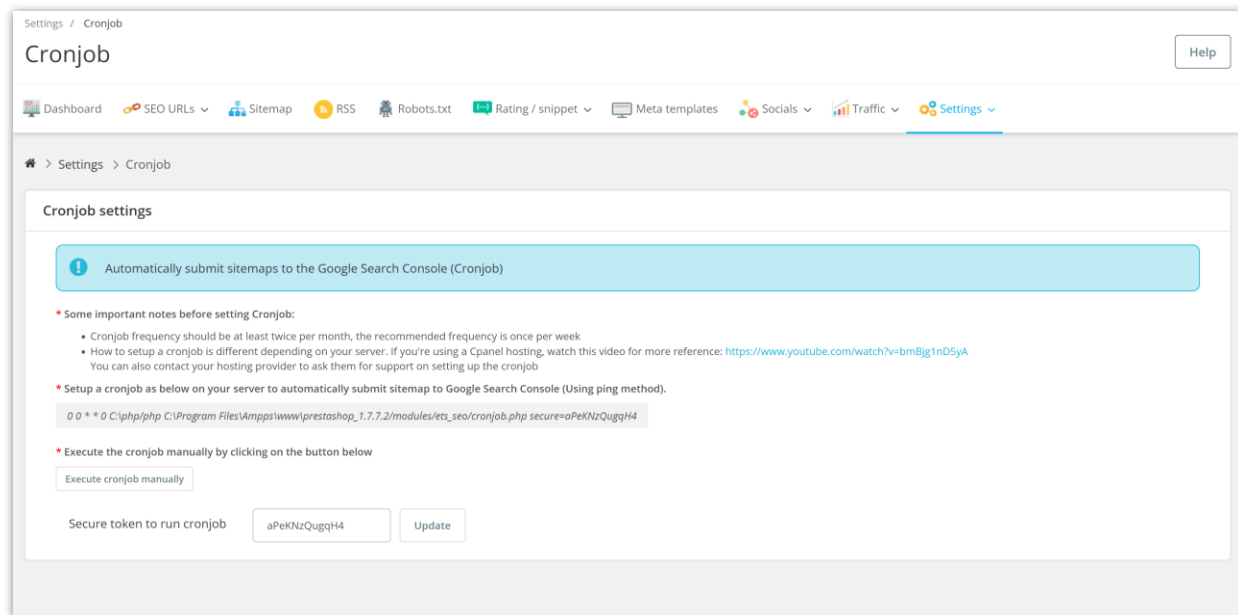 Settings / Cronjob
Cronjob
Help
Dashboard SEO URLs Sitemap RSS Robots.txt Rating / snippet Meta templates Socials Traffic Settings
> Settings > Cronjob
Cronjob settings
Automatically submit sitemaps to the Google Search Console (Cronjob)
* Some important notes before setting Cronjob:
• Cronjob frequency should be at least twice per month, the recommended frequency is once per week
• How to setup a cronjob is different depending on your server. If you're using a Cpanel hosting, watch this video for more reference: https://www.youtube.com/watch?v=bmBjg1nD5yA
You can also contact your hosting provider to ask them for support on setting up the cronjob
* Setup a cronjob as below on your server to automatically submit sitemap to Google Search Console (Using ping method).
0 0 * * 0 C:\php/php C:\Program Files\Ampps\www\prestashop_1.7.7.2/modules/ets_seo/cronjob.php secure=aPeKNzQugqH4
* Execute the cronjob manually by clicking on the button below
Execute cronjob manually
Secure token to run cronjob aPeKNzQugqH4 Update